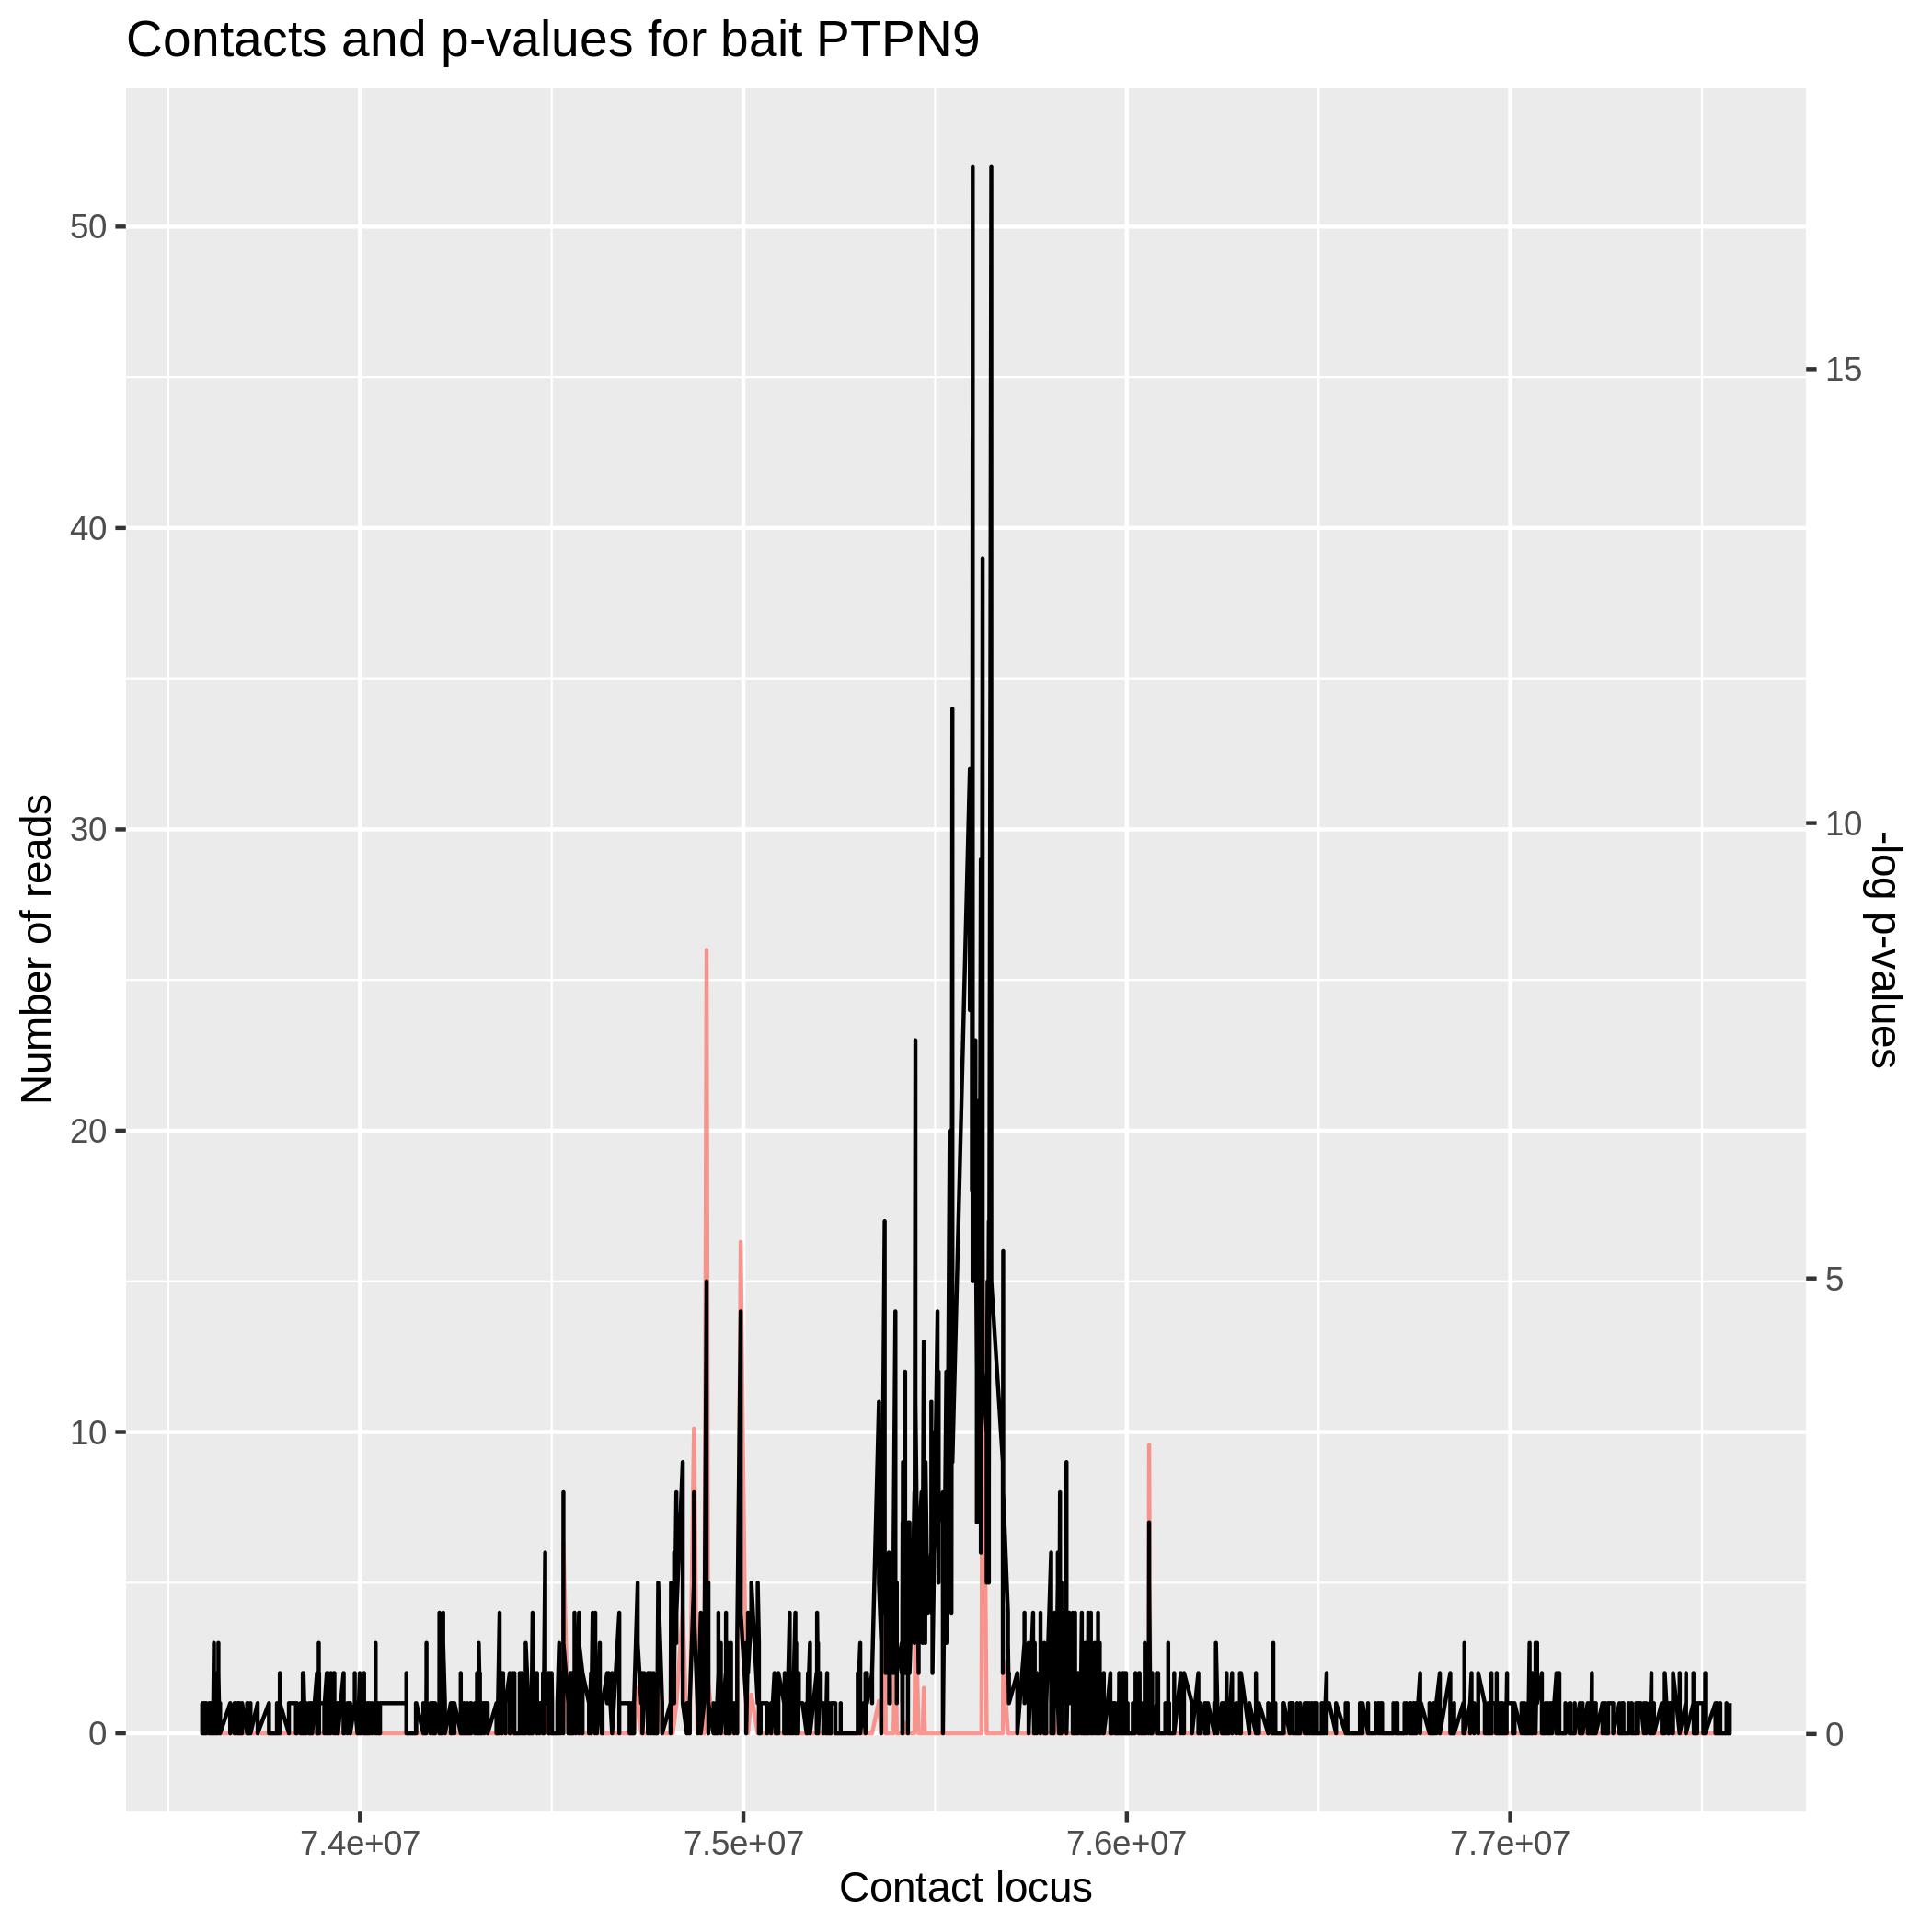 Contacts and p-values for bait PTPN9
Number of reads
50
40
30
20
10
0
15
10
5
0
-log p-values
7.4e+07 7.5e+07 7.6e+07 7.7e+07
Contact locus